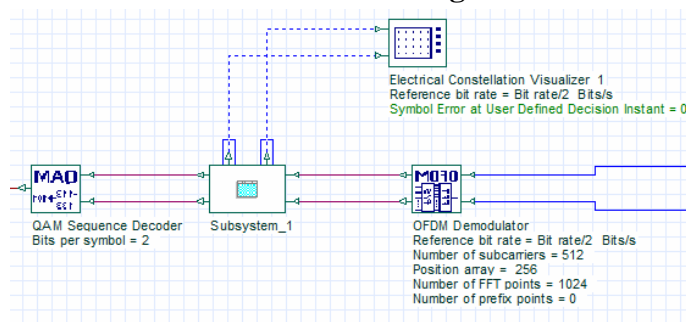 Electrical Constellation Visualizer 1
Reference bit rate = Bit rate/2 Bits/s
Symbol Error at User Defined Decision Instant = 0
QAM Sequence Decoder
Bits per symbol = 2
Subsystem_1
OFDM Demodulator
Reference bit rate = Bit rate/2 Bits/s
Number of subcarriers = 512
Position array = 256
Number of FFT points = 1024
Number of prefix points = 0